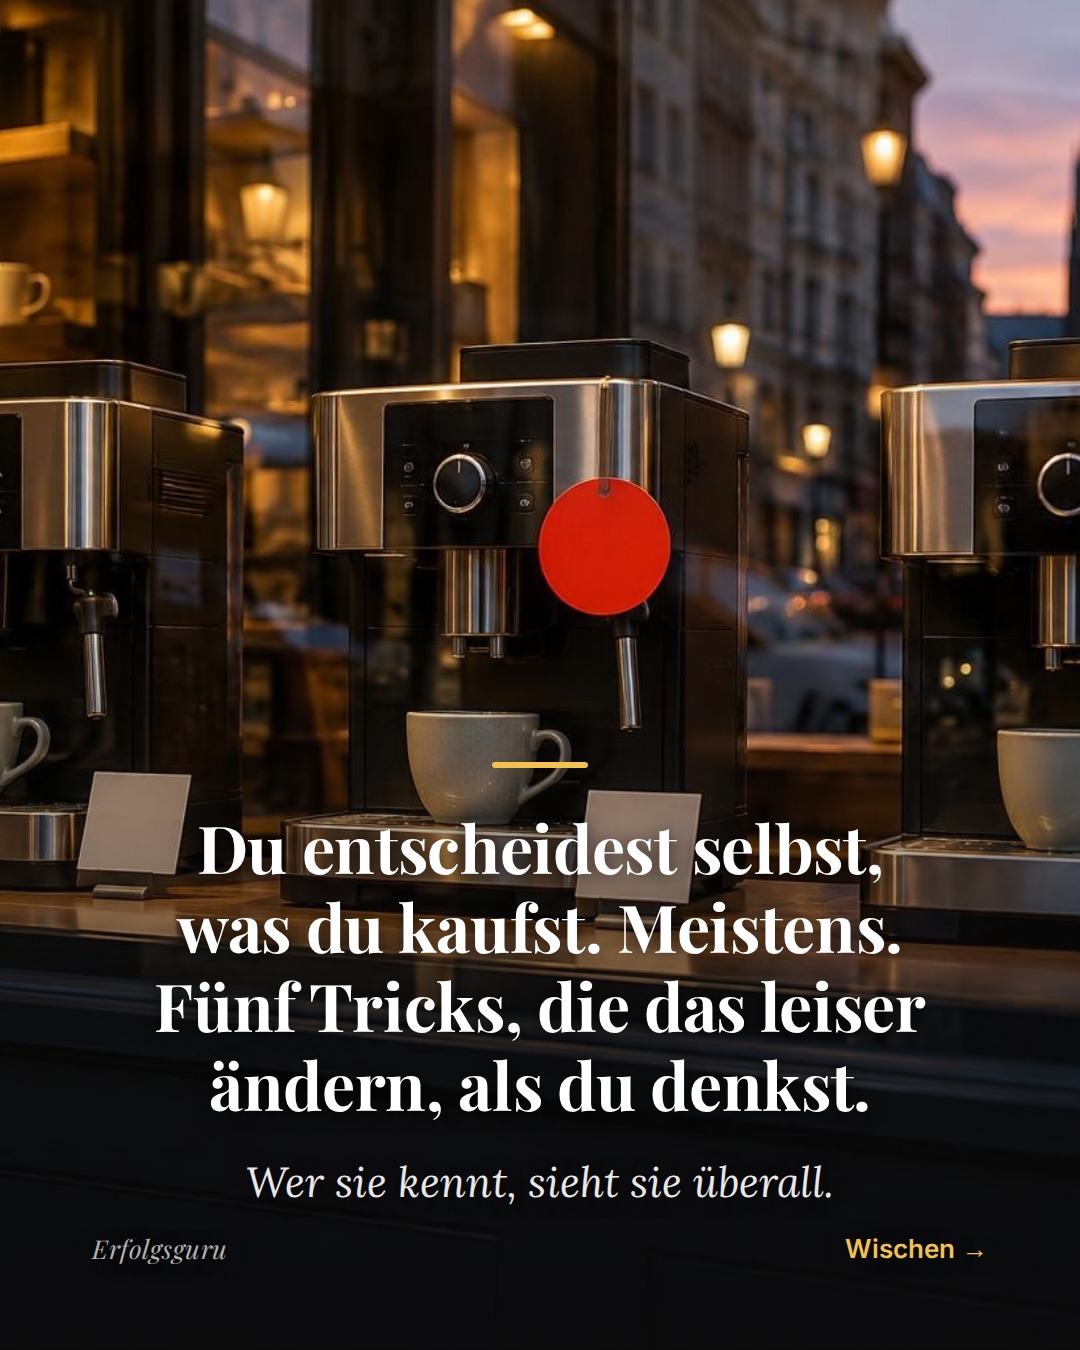 Du entscheidest selbst,
was du kaufst. Meistens.
Fünf Tricks, die das leiser
ändern, als du denkst.
Wer sie kennt, sieht sie überall.
Erfolgsguru
Wischen →